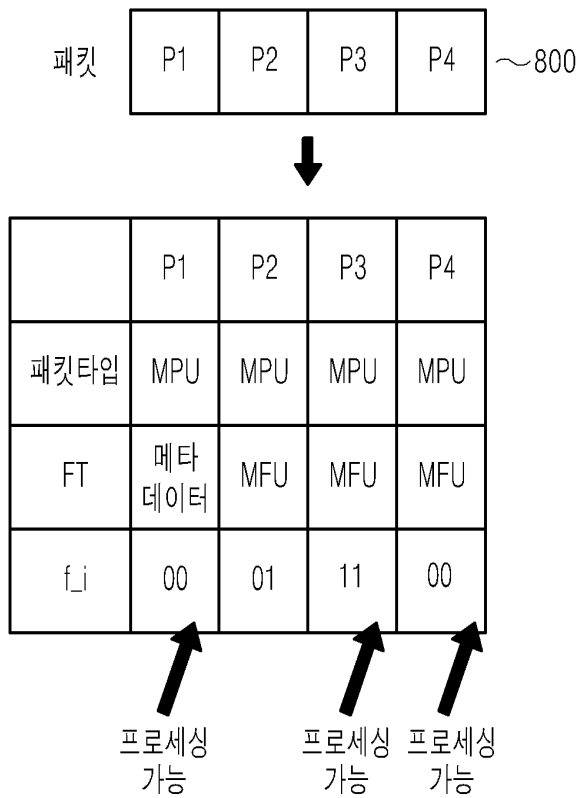 패킷 P1 P2 P3 P4 800
P1 P2 P3 P4
패킷타입 MPU MPU MPU MPU
FT 메타 데이터 MFU MFU MFU
f_i 00 01 11 00
프로세싱 가능 프로세싱 가능 프로세싱 가능